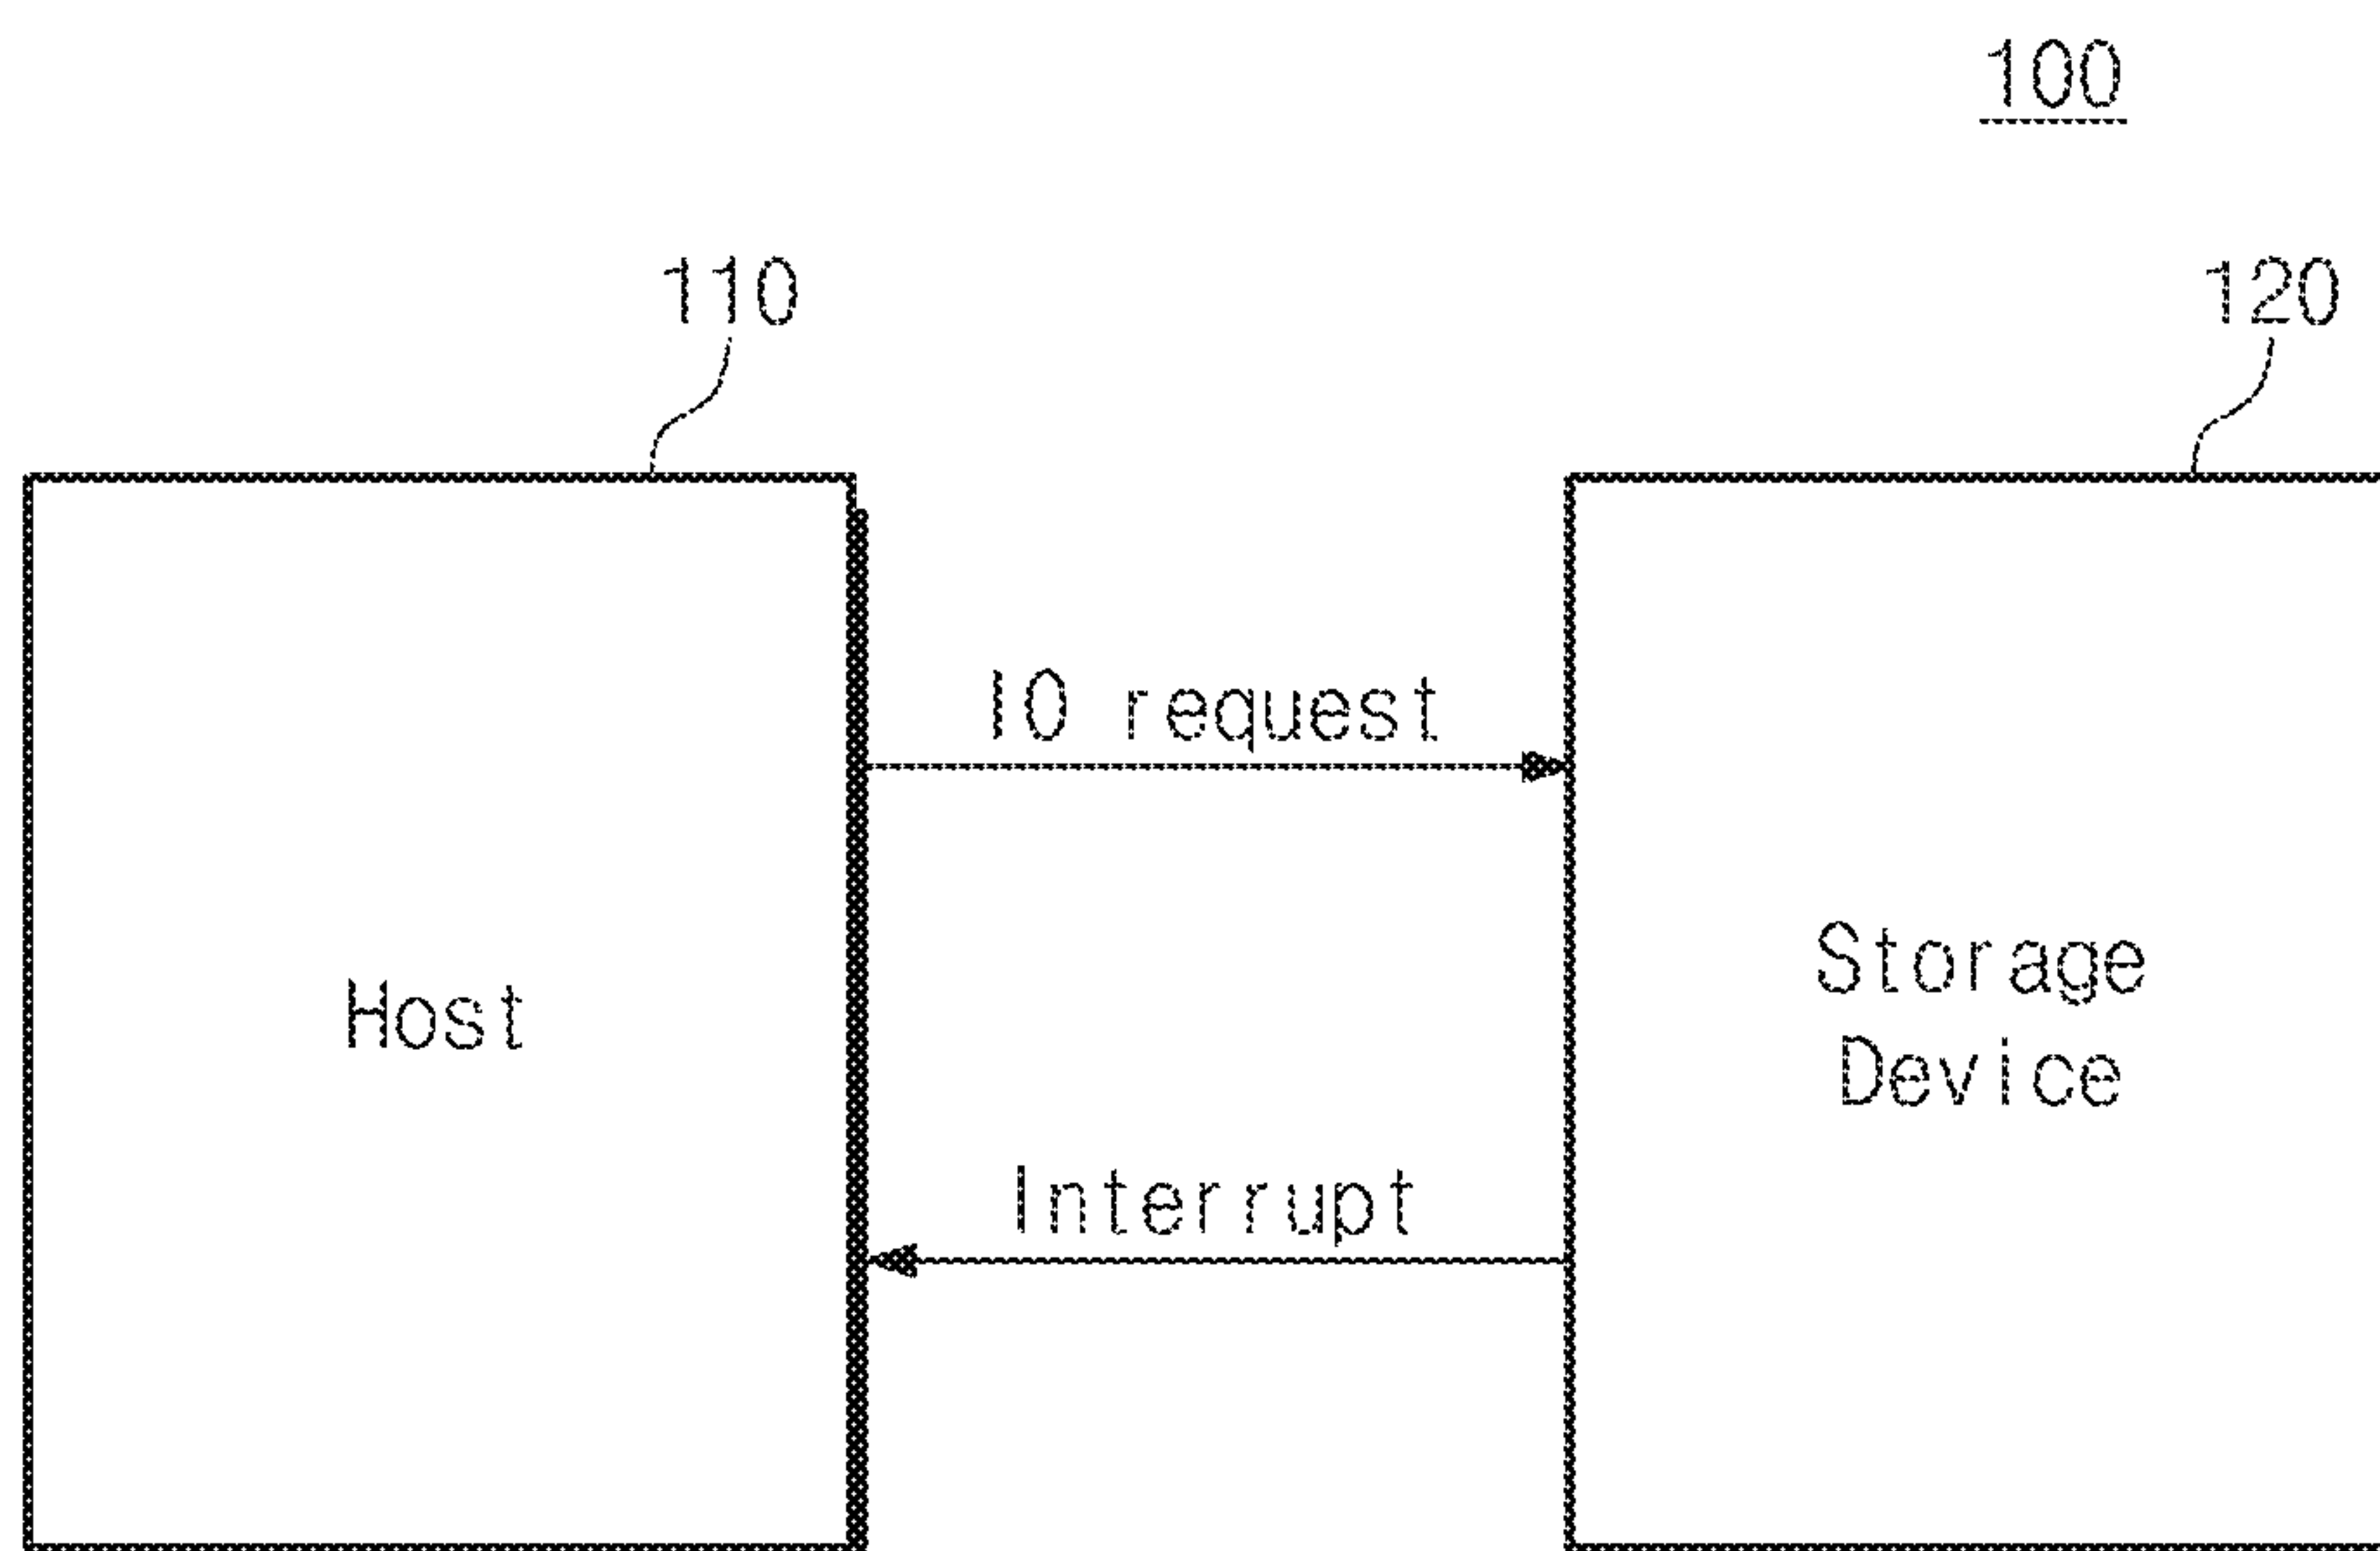 100
110
120
IO request
Host
Storage
Device
Interrupt